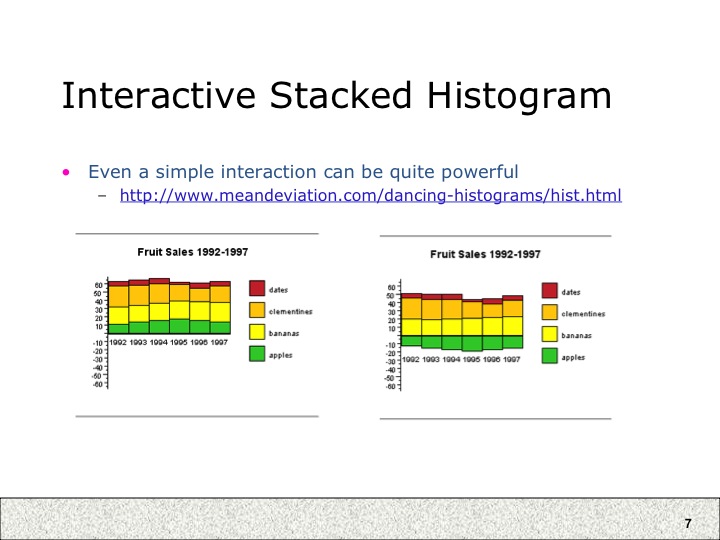 Interactive Stacked Histogram
• Even a simple interaction can be quite powerful
– http://www.meandeviation.com/dancing-histograms/hist.html
Fruit Sales 1992-1997
60
50
40
30
20
10
-10
-20
-30
-40
-50
-60
1992 1993 1994 1995 1996 1997
dates
clementines
bananas
apples
Fruit Sales 1992-1997
60
50
40
30
20
10
-10
-20
-30
-40
-50
-60
1992 1993 1994 1995 1996 1997
dates
clementines
bananas
apples
7